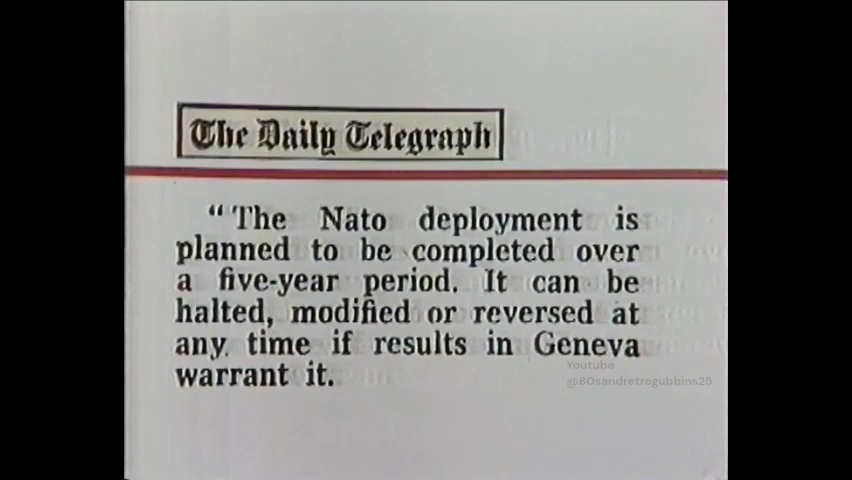 The Daily Telegraph
“The Nato deployment is
planned to be completed over
a five-year period. It can be
halted, modified or reversed at
any time if results in Geneva
warrant it.
Youtube
@80sandretrogubbins25